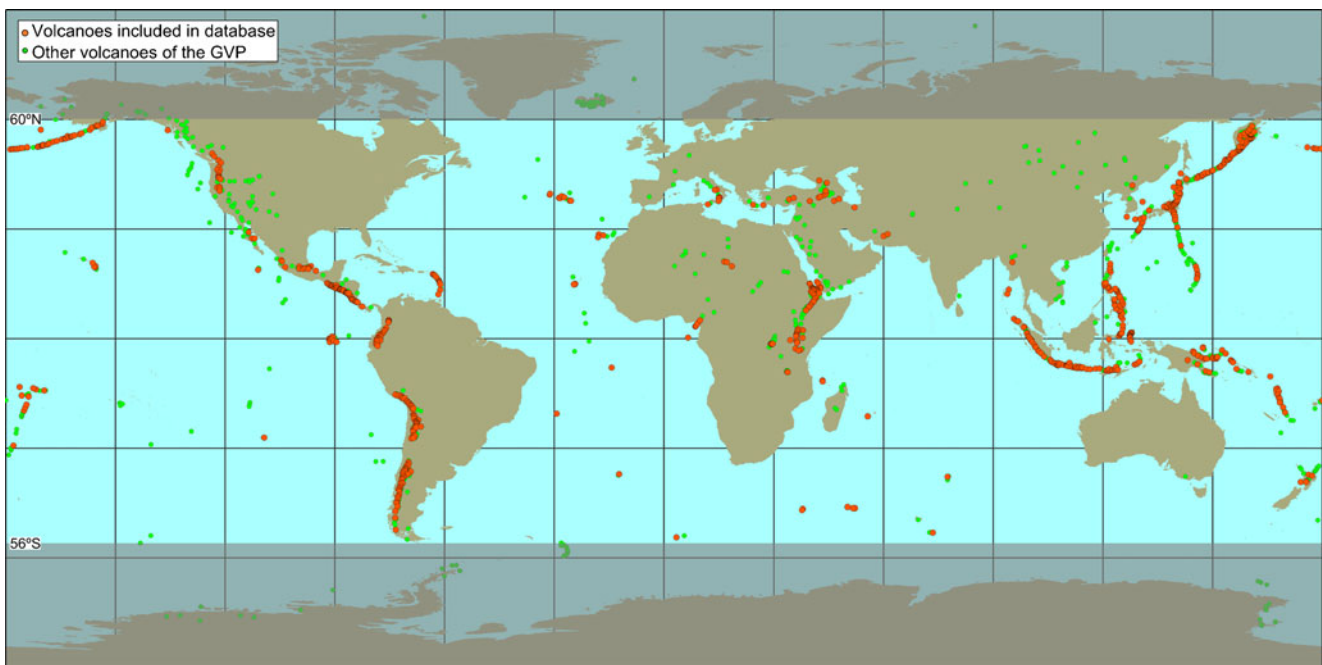 Volcanoes included in database
Other volcanoes of the GVP
60ºN
56ºS